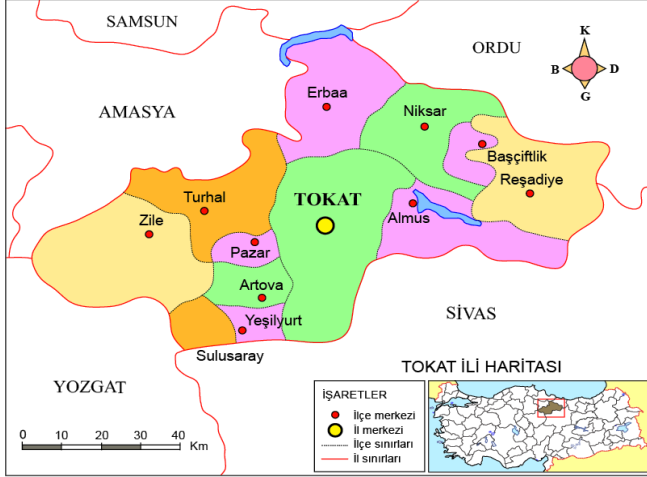 SAMSUN
ORDU
K
B D
G
AMASYA
Erbaa
Niksar
Başçiftlik
Reşadiye
Turhal
TOKAT
Almus
Zile
Pazar
Artova
Yeşilyurt
Sulusaray
SİVAS
YOZGAT
TOKAT İLİ HARİTASI
İŞARETLER
İlçe merkezi
İl merkezi
İlçe sınırları
İl sınırları
0 10 20 30 40
Km